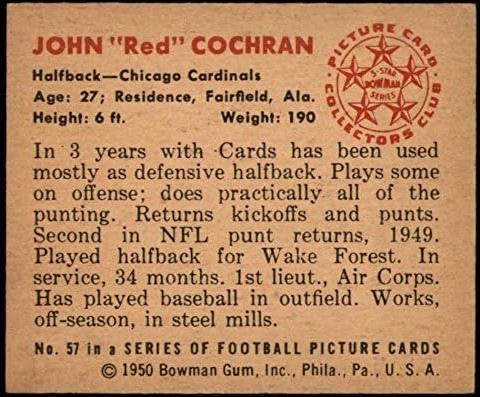 JOHN "Red" COCHRAN
Halfback—Chicago Cardinals
Age: 27; Residence, Fairfield, Ala.
Height: 6 ft. Weight: 190
PICTURE CARD
5-STAR
BOWMAN
SERIES
COLLECTORS CLUB
In 3 years with Cards has been used
mostly as defensive halfback. Plays some
on offense; does practically all of the
punting. Returns kickoffs and punts.
Second in NFL punt returns, 1949.
Played halfback for Wake Forest. In
service, 34 months. 1st lieut., Air Corps.
Has played baseball in outfield. Works,
off-season, in steel mills.
No. 57 in a SERIES OF FOOTBALL PICTURE CARDS
© 1950 Bowman Gum, Inc., Phila., Pa., U. S. A.